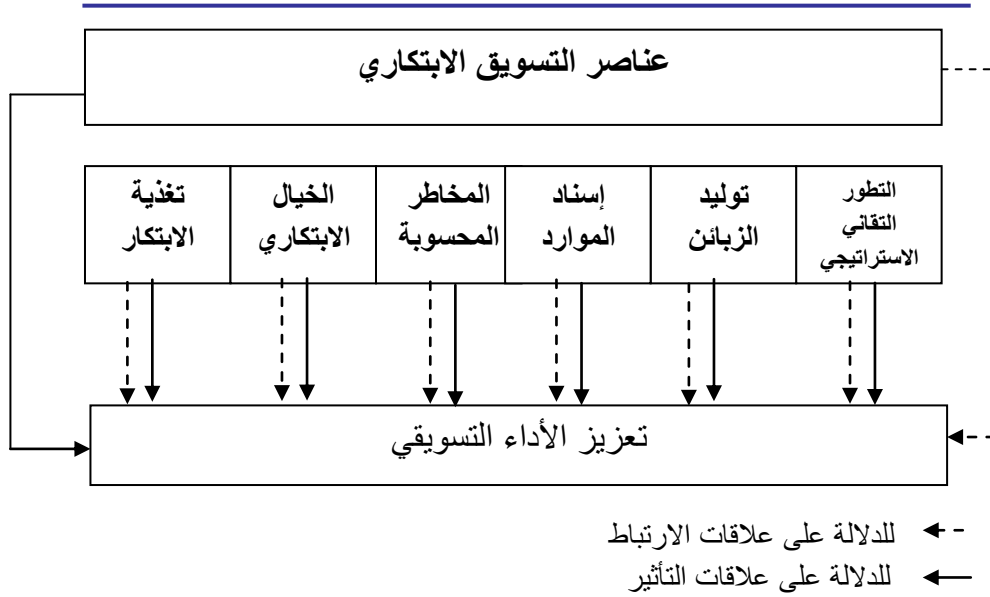 عناصر التسويق الابتكاري
التطور
التقاني
الاستراتيجي
توليد
الزبائن
إسناد
الموارد
المخاطر
المحسوبة
الخيال
الابتكاري
تغذية
الابتكار
تعزيز الأداء التسويقي
للدلالة على علاقات الارتباط
للدلالة على علاقات التأثير